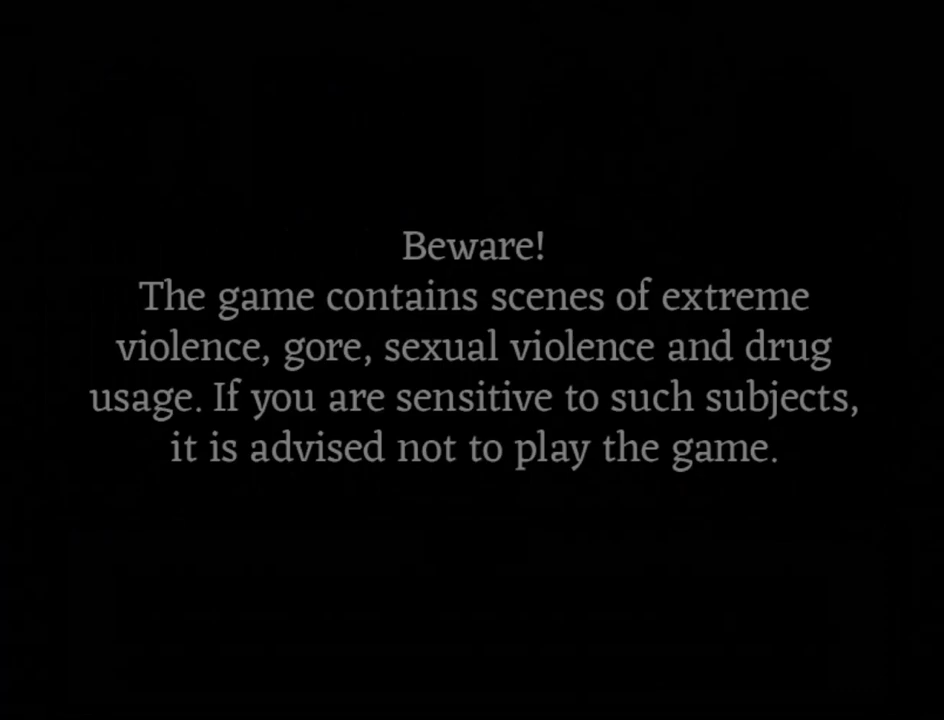 Beware!
The game contains scenes of extreme
violence, gore, sexual violence and drug
usage. If you are sensitive to such subjects,
it is advised not to play the game.